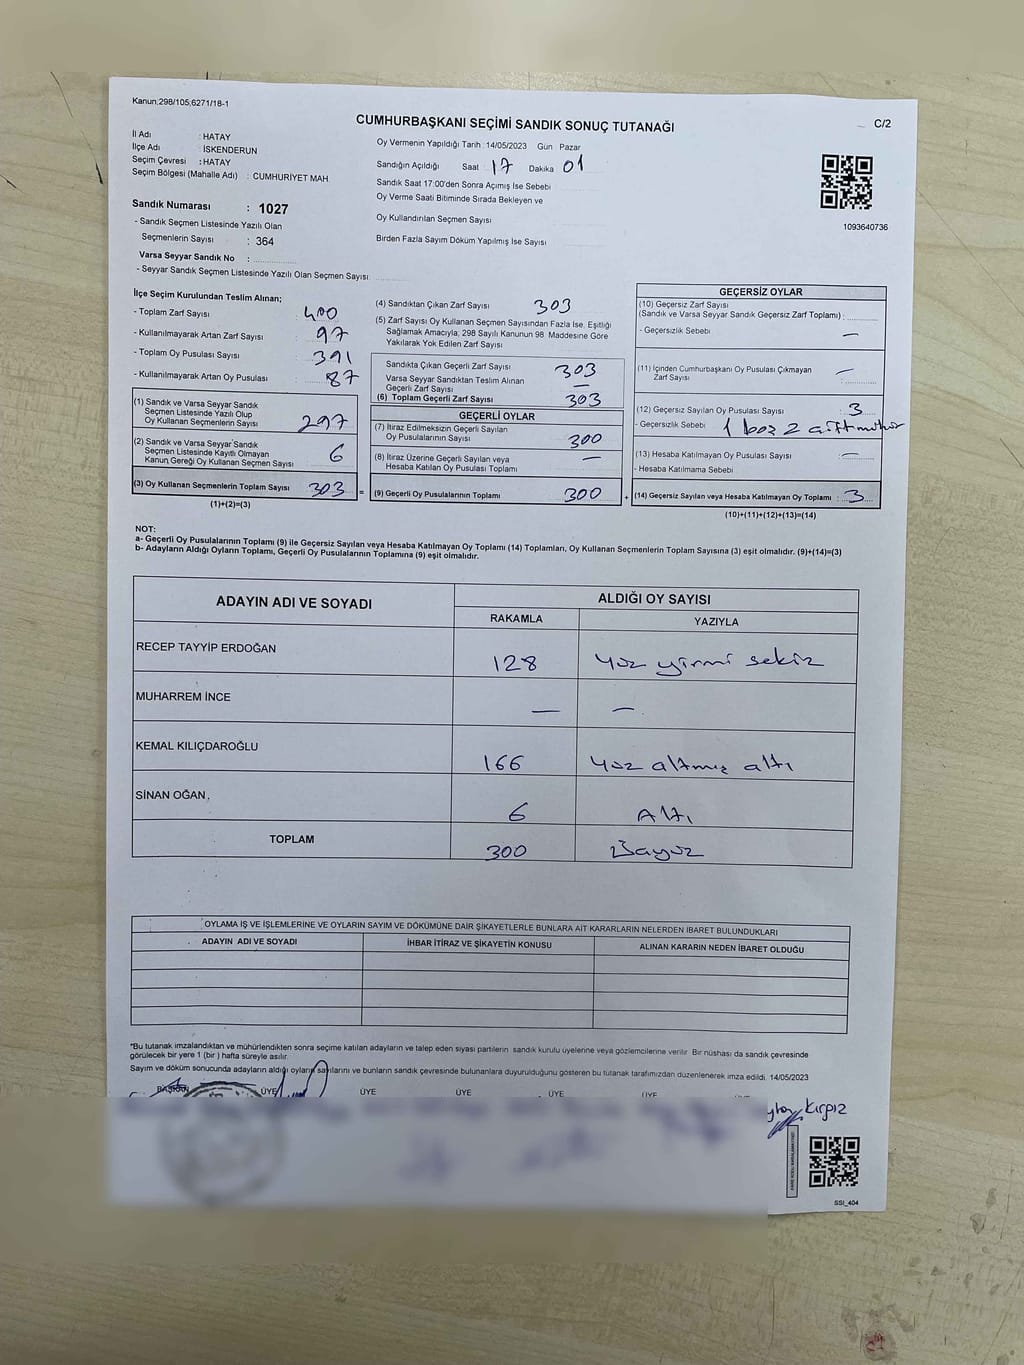 Kanun:298/105,6271/18-1
CUMHURBAŞKANI SEÇİMİ SANDIK SONUÇ TUTANAĞI
C/2
İl Adı : HATAY
İlçe Adı : İSKENDERUN
Seçim Çevresi : HATAY
Seçim Bölgesi (Mahalle Adı) : CUMHURİYET MAH.
Sandık Numarası : 1027
- Sandık Seçmen Listesinde Yazılı Olan
Seçmenlerin Sayısı : 364
Varsa Seyyar Sandık No :
- Seyyar Sandık Seçmen Listesinde Yazılı Olan Seçmen Sayısı
Oy Vermenin Yapıldığı Tarih : 14/05/2023 Gün : Pazar
Sandığın Açıldığı Saat 17 Dakika 01
Sandık Saat 17:00'den Sonra Açımış İse Sebebi
Oy Verme Saati Bitiminde Sırada Bekleyen ve
Oy Kullandırılan Seçmen Sayısı
Birden Fazla Sayım Döküm Yapılmış İse Sayısı
1093640736
İlçe Seçim Kurulundan Teslim Alınan;
- Toplam Zarf Sayısı : 400
- Kullanılmayarak Artan Zarf Sayısı : 97
- Toplam Oy Pusulası Sayısı : 391
- Kullanılmayarak Artan Oy Pusulası : 87
(1) Sandık ve Varsa Seyyar Sandık
Seçmen Listesinde Yazılı Olup
Oy Kullanan Seçmenlerin Sayısı 297
(2) Sandık ve Varsa Seyyar Sandık
Seçmen Listesinde Kayıtlı Olmayan
Kanun Gereği Oy Kullanan Seçmen Sayısı 6
(3) Oy Kullanan Seçmenlerin Toplam Sayısı 303 =
(1)+(2)=(3)
(4) Sandıktan Çıkan Zarf Sayısı 303
(5) Zarf Sayısı Oy Kullanan Seçmen Sayısından Fazla İse, Eşitliği
Sağlamak Amacıyla, 298 Sayılı Kanunun 98. Maddesine Göre
Yakılarak Yok Edilen Zarf Sayısı
Sandıkta Çıkan Geçerli Zarf Sayısı 303
Varsa Seyyar Sandıktan Teslim Alınan
Geçerli Zarf Sayısı —
(6) Toplam Geçerli Zarf Sayısı 303
GEÇERLİ OYLAR
(7) İtiraz Edilmeksizin Geçerli Sayılan
Oy Pusulalarının Sayısı 300
(8) İtiraz Üzerine Geçerli Sayılan veya
Hesaba Katılan Oy Pusulası Toplamı —
(9) Geçerli Oy Pusulalarının Toplamı 300 +
GEÇERSİZ OYLAR
(10) Geçersiz Zarf Sayısı
(Sandık ve Varsa Seyyar Sandık Geçersiz Zarf Toplamı) :
- Geçersizlik Sebebi —
(11) İçinden Cumhurbaşkanı Oy Pusulası Çıkmayan
Zarf Sayısı : —
(12) Geçersiz Sayılan Oy Pusulası Sayısı : 3
- Geçersizlik Sebebi 1 boş 2 çift mühür
(13) Hesaba Katılmayan Oy Pusulası Sayısı : —
- Hesaba Katılmama Sebebi
(14) Geçersiz Sayılan veya Hesaba Katılmayan Oy Toplamı : 3
(10)+(11)+(12)+(13)=(14)
NOT:
a- Geçerli Oy Pusulalarının Toplamı (9) ile Geçersiz Sayılan veya Hesaba Katılmayan Oy Toplamı (14) Toplamları, Oy Kullanan Seçmenlerin Toplam Sayısına (3) eşit olmalıdır. (9)+(14)=(3)
b- Adayların Aldığı Oyların Toplamı, Geçerli Oy Pusulalarının Toplamına (9) eşit olmalıdır.
ADAYIN ADI VE SOYADI ALDIĞI OY SAYISI
RAKAMLA YAZIYLA
RECEP TAYYİP ERDOĞAN 128 yüz yirmi sekiz
MUHARREM İNCE — —
KEMAL KILIÇDAROĞLU 166 yüz altmış altı
SİNAN OĞAN 6 Altı
TOPLAM 300 Üçyüz
OYLAMA İŞ VE İŞLEMLERİNE VE OYLARIN SAYIM VE DÖKÜMÜNE DAİR ŞİKAYETLERLE BUNLARA AİT KARARLARIN NELERDEN İBARET BULUNDUKLARI
ADAYIN ADI VE SOYADI İHBAR İTİRAZ VE ŞİKAYETİN KONUSU ALINAN KARARIN NEDEN İBARET OLDUĞU
*Bu tutanak imzalandıktan ve mühürlendikten sonra seçime katılan adayların ve talep eden siyasi partilerin sandık kurulu üyelerine veya gözlemcilerine verilir. Bir nüshası da sandık çevresinde
görülecek bir yere 1 (bir) hafta süreyle asılır.
Sayım ve döküm sonucunda adayların aldığı oyların sayılarını ve bunların sandık çevresinde bulunanlara duyurulduğunu gösteren bu tutanak tarafımızdan düzenlenerek imza edildi. 14/05/2023
BAŞKAN ÜYE ÜYE ÜYE ÜYE ÜYE
Kırpız
SSI_404